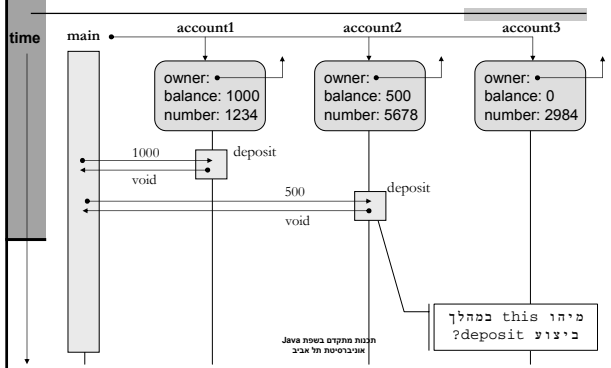 time
main
account1
account2
account3
owner:
balance: 1000
number: 1234
owner:
balance: 500
number: 5678
owner:
balance: 0
number: 2984
1000
deposit
void
500
deposit
void
מיהו this במהלך
ביצוע deposit?
תכנות מתקדם בשפת Java
אוניברסיטת תל אביב